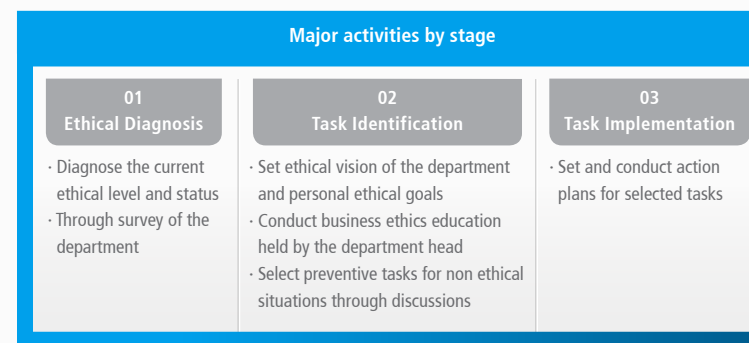 Major activities by stage
01
Ethical Diagnosis
· Diagnose the current
ethical level and status
· Through survey of the
department
02
Task Identification
· Set ethical vision of the department
and personal ethical goals
· Conduct business ethics education
held by the department head
· Select preventive tasks for non ethical
situations through discussions
03
Task Implementation
· Set and conduct action
plans for selected tasks